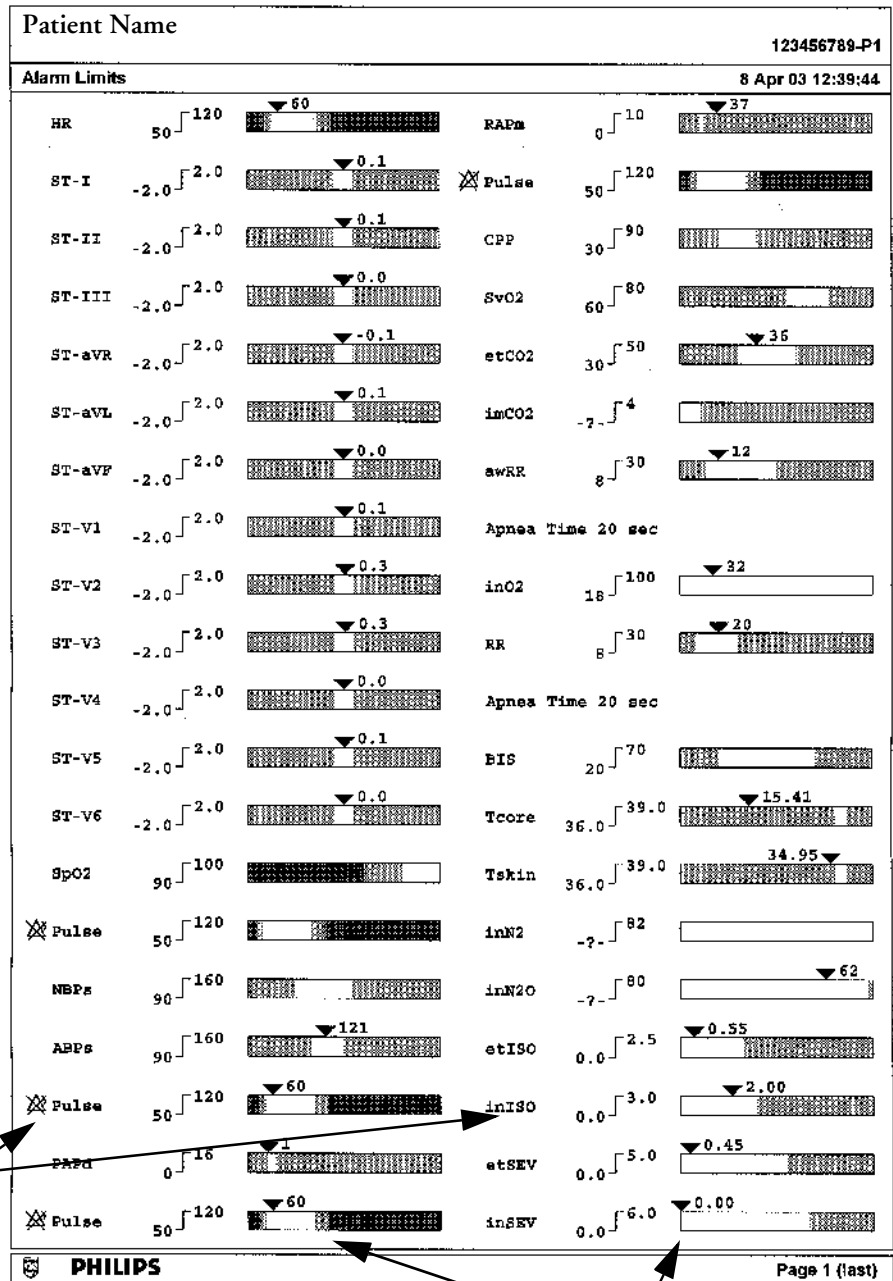 Patient Name
123456789-P1
Alarm Limits 8 Apr 03 12:39:44
HR 50 120 60
ST-I -2.0 2.0 0.1
ST-II -2.0 2.0 0.1
ST-III -2.0 2.0 0.0
ST-aVR -2.0 2.0 -0.1
ST-aVL -2.0 2.0 0.1
ST-aVF -2.0 2.0 0.0
ST-V1 -2.0 2.0 0.1
ST-V2 -2.0 2.0 0.3
ST-V3 -2.0 2.0 0.3
ST-V4 -2.0 2.0 0.0
ST-V5 -2.0 2.0 0.1
ST-V6 -2.0 2.0 0.0
SpO2 90 100
Pulse 50 120
NBPs 90 160
ABPs 90 160 121
Pulse 50 120 60
PAPd 0 16 1
Pulse 50 120 60
RAPm 0 10 37
Pulse 50 120
CPP 30 90
SvO2 60 80
etCO2 30 50 36
imCO2 -?- 4
awRR 8 30 12
Apnea Time 20 sec
inO2 18 100 32
RR 8 30 20
Apnea Time 20 sec
BIS 20 70
Tcore 36.0 39.0 15.41
Tskin 36.0 39.0 34.95
inN2 -?- 82
inN2O -?- 80 62
etISO 0.0 2.5 0.55
inISO 0.0 3.0 2.00
etSEV 0.0 5.0 0.45
inSEV 0.0 6.0 0.00
PHILIPS Page 1 (last)